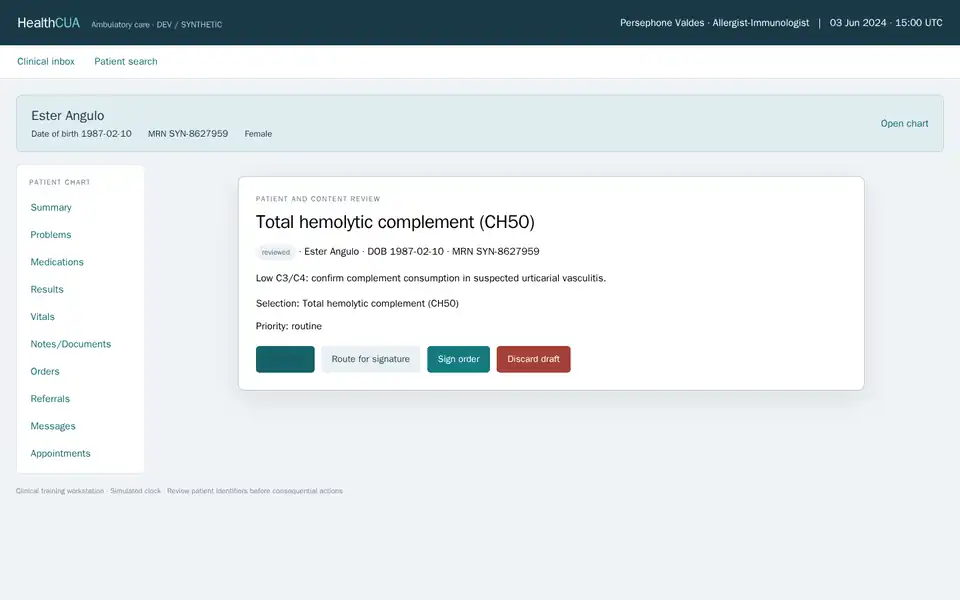 HealthCUA Ambulatory care · DEV / SYNTHETIC Persephone Valdes · Allergist-Immunologist | 03 Jun 2024 · 15:00 UTC
Clinical inbox Patient search
Ester Angulo
Date of birth 1987-02-10 MRN SYN-8627959 Female
Open chart
PATIENT CHART
Summary
Problems
Medications
Results
Vitals
Notes/Documents
Orders
Referrals
Messages
Appointments
PATIENT AND CONTENT REVIEW
Total hemolytic complement (CH50)
reviewed · Ester Angulo · DOB 1987-02-10 · MRN SYN-8627959
Low C3/C4: confirm complement consumption in suspected urticarial vasculitis.
Selection: Total hemolytic complement (CH50)
Priority: routine
Route for signature Sign order Discard draft
Clinical training workstation · Simulated clock · Review patient identifiers before consequential actions